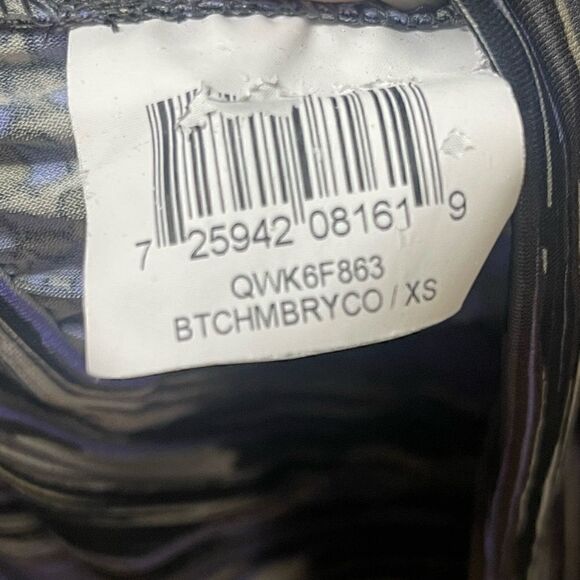 7 25942 08161 9
QWK6F863
BTCHMBRYCO / XS